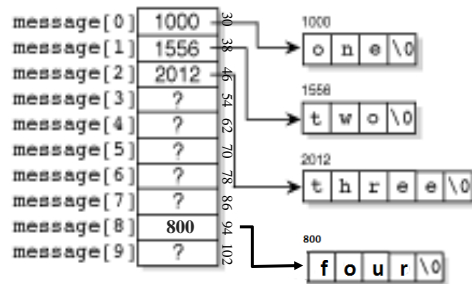 message[0] 1000 30
message[1] 1556 38
message[2] 2012 46
message[3] ? 54
message[4] ? 62
message[5] ? 70
message[6] ? 78
message[7] ? 86
message[8] 800 94
message[9] ? 102
1000
o n e \0
1556
t w o \0
2012
t h r e e \0
800
f o u r \0